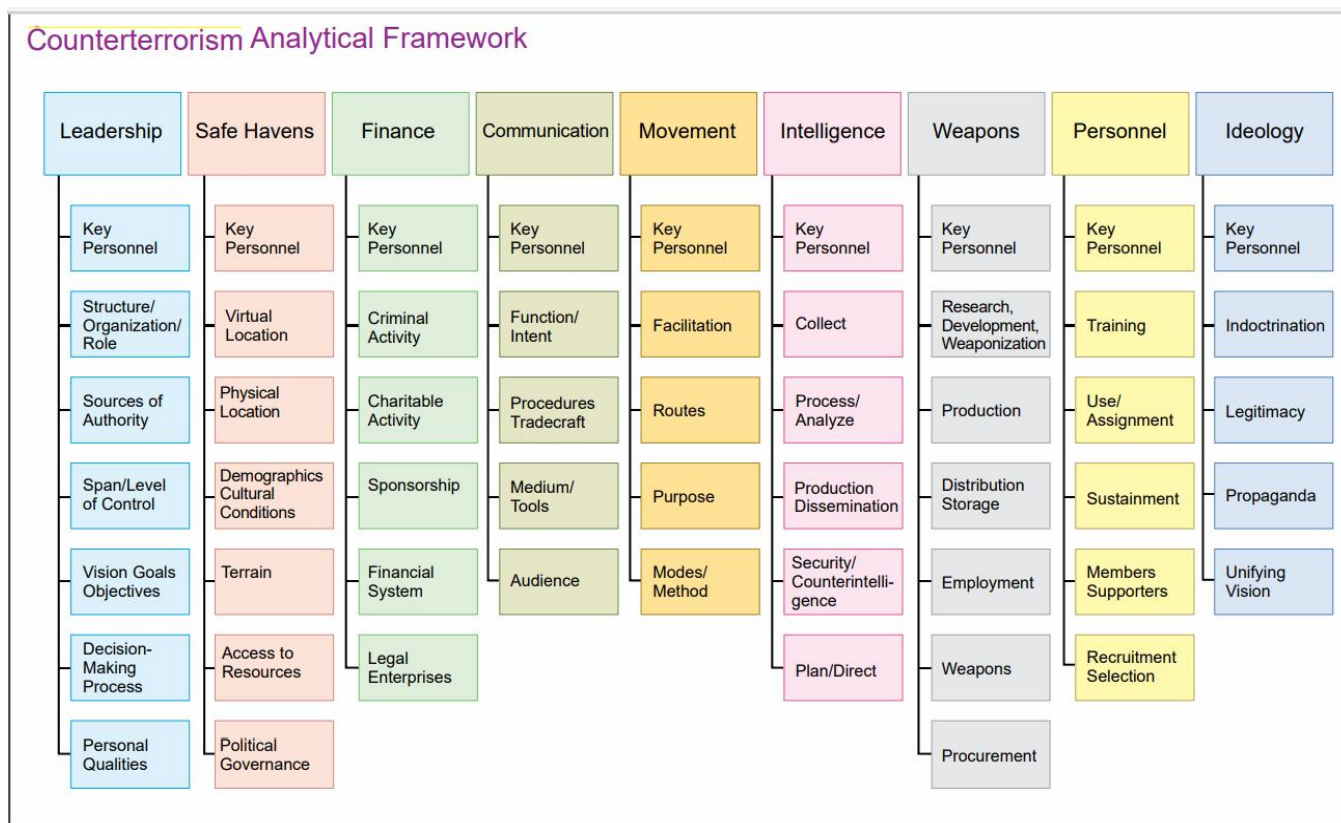 Counterterrorism Analytical Framework
Leadership
Key
Personnel
Structure/
Organization/
Role
Sources of
Authority
Span/Level
of Control
Vision Goals
Objectives
Decision-
Making
Process
Personal
Qualities
Safe Havens
Key
Personnel
Virtual
Location
Physical
Location
Demographics
Cultural
Conditions
Terrain
Access to
Resources
Political
Governance
Finance
Key
Personnel
Criminal
Activity
Charitable
Activity
Sponsorship
Financial
System
Legal
Enterprises
Communication
Key
Personnel
Function/
Intent
Procedures
Tradecraft
Medium/
Tools
Audience
Movement
Key
Personnel
Facilitation
Routes
Purpose
Modes/
Method
Intelligence
Key
Personnel
Collect
Process/
Analyze
Production
Dissemination
Security/
Counterintelli-
gence
Plan/Direct
Weapons
Key
Personnel
Research,
Development,
Weaponization
Production
Distribution
Storage
Employment
Weapons
Procurement
Personnel
Key
Personnel
Training
Use/
Assignment
Sustainment
Members
Supporters
Recruitment
Selection
Ideology
Key
Personnel
Indoctrination
Legitimacy
Propaganda
Unifying
Vision